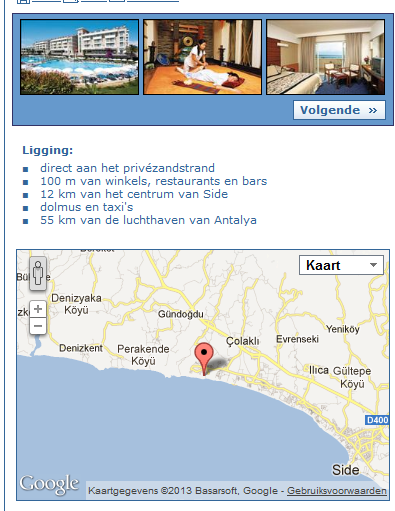 Volgende »
Ligging:
direct aan het privézandstrand
100 m van winkels, restaurants en bars
12 km van het centrum van Side
dolmus en taxi's
55 km van de luchthaven van Antalya
Kaart
Denizyaka
Köyü
Gündoğdu
Yeniköy
Çolaklı
Evrenseki
Denizkent
Perakende
Köyü
Ilıca
Gültepe
Köyü
D400
Side
Google
Kaartgegevens ©2013 Basarsoft, Google - Gebruiksvoorwaarden